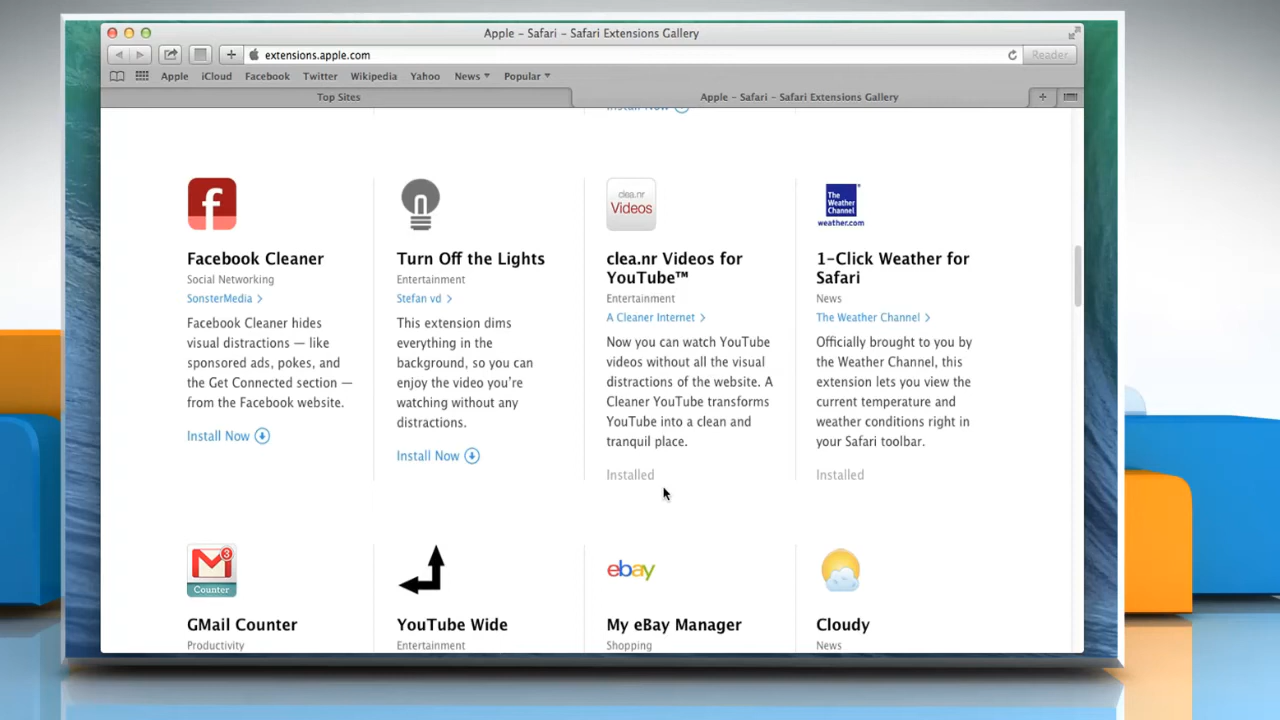 Apple – Safari – Safari Extensions Gallery
extensions.apple.com
Reader
Apple iCloud Facebook Twitter Wikipedia Yahoo News Popular
Top Sites
Apple – Safari – Safari Extensions Gallery
Install Now
f
Facebook Cleaner
Social Networking
SonsterMedia
Facebook Cleaner hides
visual distractions — like
sponsored ads, pokes, and
the Get Connected section —
from the Facebook website.
Install Now
Turn Off the Lights
Entertainment
Stefan vd
This extension dims
everything in the
background, so you can
enjoy the video you're
watching without any
distractions.
Install Now
clea.nr
Videos
clea.nr Videos for
YouTube™
Entertainment
A Cleaner Internet
Now you can watch YouTube
videos without all the visual
distractions of the website. A
Cleaner YouTube transforms
YouTube into a clean and
tranquil place.
Installed
The
Weather
Channel
weather.com
1-Click Weather for
Safari
News
The Weather Channel
Officially brought to you by
the Weather Channel, this
extension lets you view the
current temperature and
weather conditions right in
your Safari toolbar.
Installed
3
Counter
GMail Counter
Productivity
YouTube Wide
Entertainment
ebay
My eBay Manager
Shopping
Cloudy
News